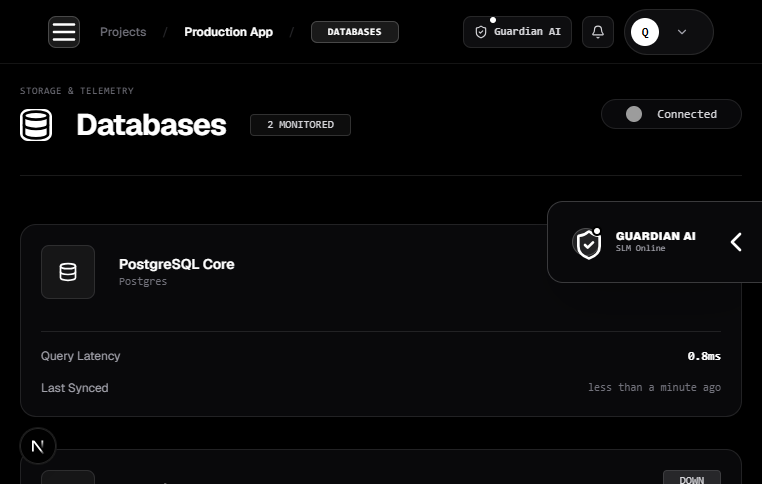 Projects / Production App / DATABASES
Guardian AI
Q
STORAGE & TELEMETRY
Databases
2 MONITORED
Connected
GUARDIAN AI
SLM Online
PostgreSQL Core
Postgres
Query Latency
0.8ms
Last Synced
less than a minute ago
N
DOWN